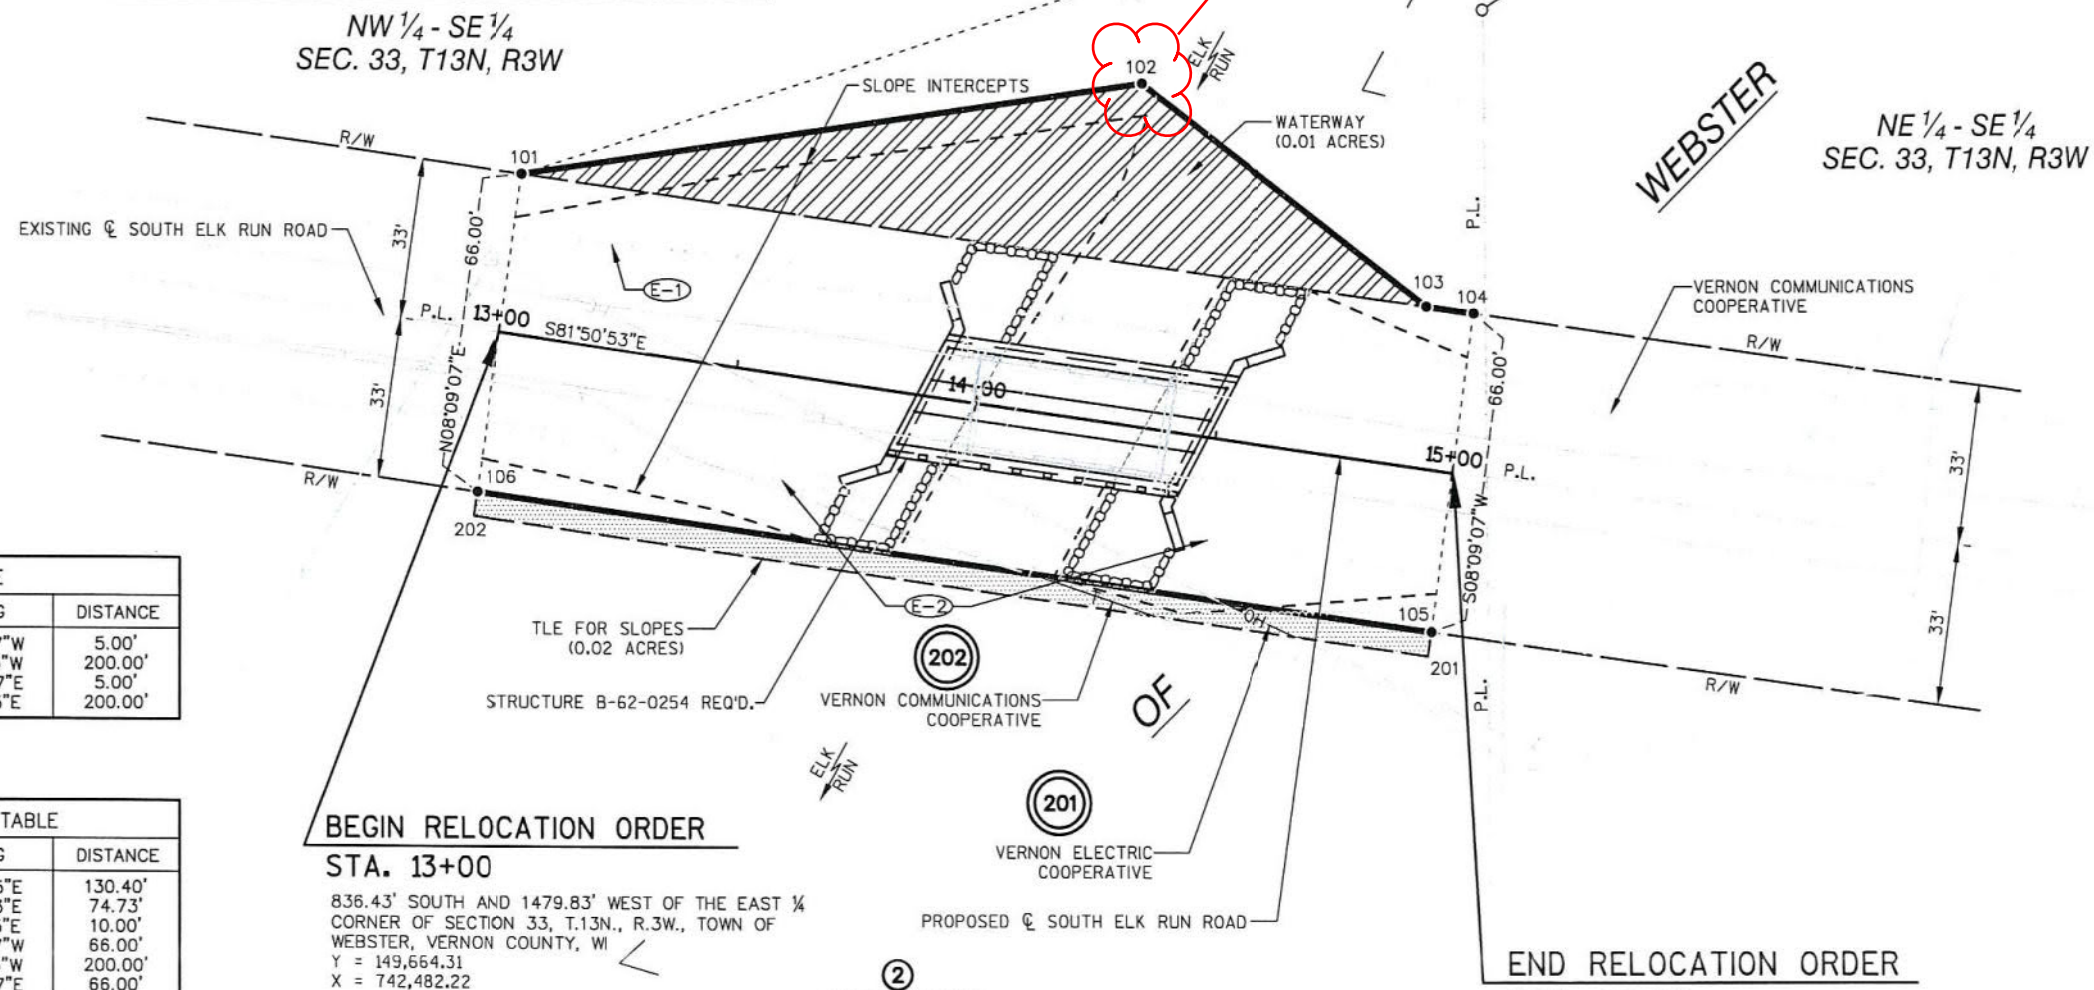 NW 1/4 - SE 1/4
SEC. 33, T13N, R3W
102
ELK
RUN
SLOPE INTERCEPTS
WATERWAY
(0.01 ACRES)
WEBSTER
NE 1/4 - SE 1/4
SEC. 33, T13N, R3W
R/W
101
33'
66.00'
P.L.
EXISTING ℄ SOUTH ELK RUN ROAD
E-1
103
104
VERNON COMMUNICATIONS
COOPERATIVE
R/W
P.L.
13+00
S81°50'53"E
N08°09'07"E
33'
14+00
66.00'
15+00
P.L.
33'
R/W
106
202
S08°09'07"W
33'
TLE FOR SLOPES
(0.02 ACRES)
E-2
OH
105
201
R/W
P.L.
202
STRUCTURE B-62-0254 REQ'D.
VERNON COMMUNICATIONS
COOPERATIVE
OF
ELK
RUN
201
VERNON ELECTRIC
COOPERATIVE
PROPOSED ℄ SOUTH ELK RUN ROAD
E
G DISTANCE
7"W 5.00'
"W 200.00'
7"E 5.00'
"E 200.00'
TABLE
G DISTANCE
"E 130.40'
"E 74.73'
"E 10.00'
"W 66.00'
"W 200.00'
"E 66.00'
BEGIN RELOCATION ORDER
STA. 13+00
836.43' SOUTH AND 1479.83' WEST OF THE EAST 1/4
CORNER OF SECTION 33, T.13N., R.3W., TOWN OF
WEBSTER, VERNON COUNTY, WI
Y = 149,664.31
X = 742,482.22
2
END RELOCATION ORDER